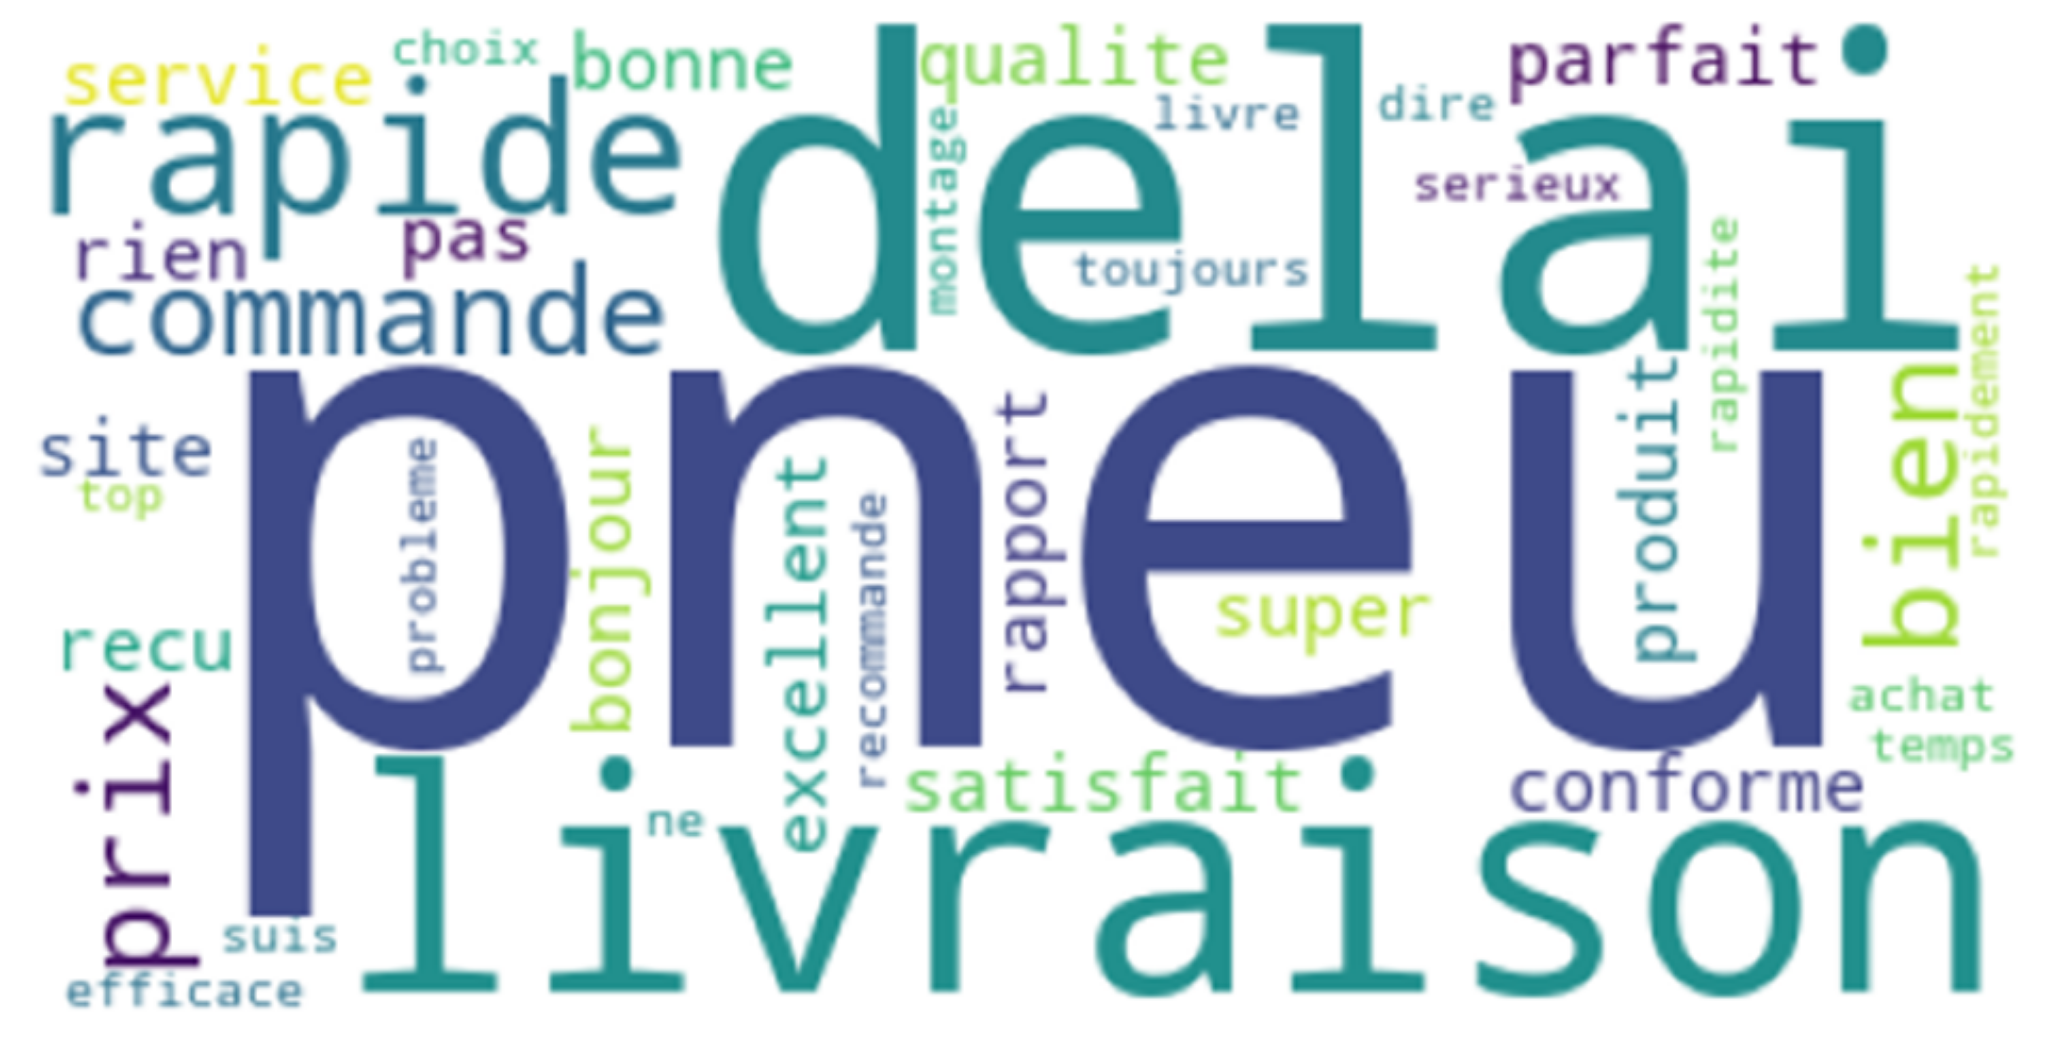 service
choix
bonne
qualite
parfait
rapide
delai
livre
dire
montage
serieux
rien
pas
toujours
rapidite
commande
rapidement
pneu
site
top
probleme
bonjour
excellent
recommande
rapport
super
produit
bien
recu
prix
achat
temps
satisfait
conforme
ne
livraison
suis
efficace